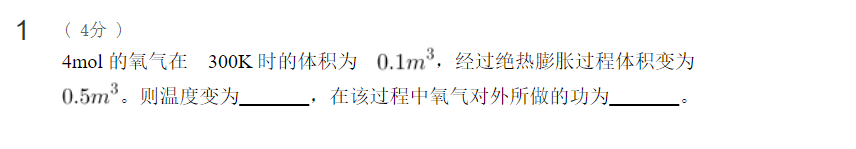 1 （ 4分 ）
4mol 的氧气在 300K 时的体积为 0.1m³，经过绝热膨胀过程体积变为
0.5m³。则温度变为_______，在该过程中氧气对外所做的功为_______。